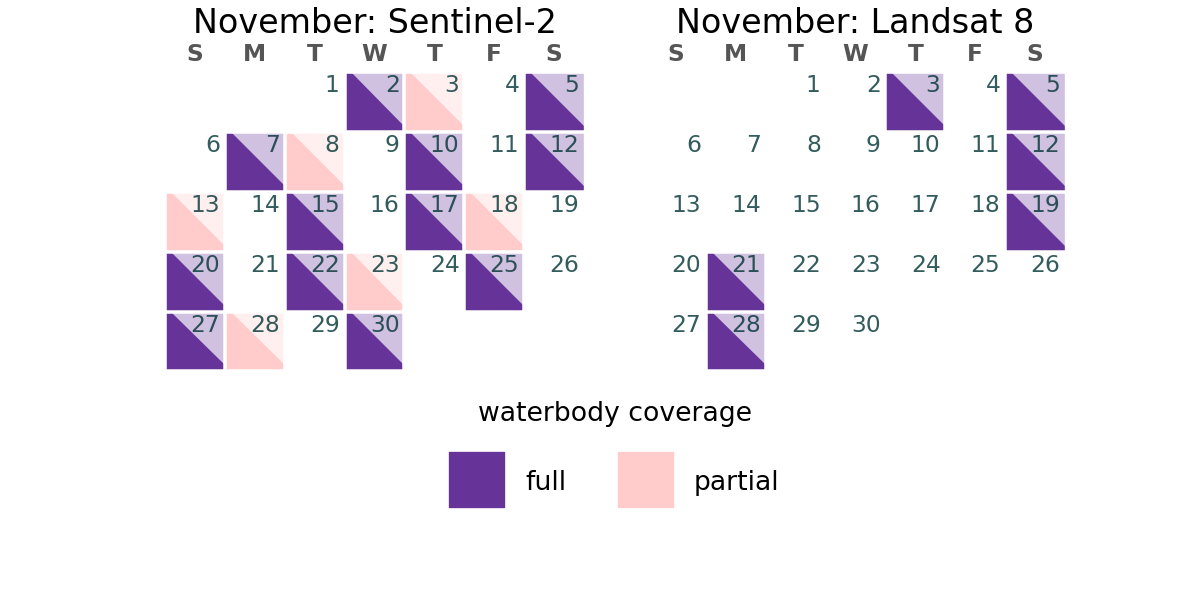 November: Sentinel-2
S M T W T F S
1 2 3 4 5
6 7 8 9 10 11 12
13 14 15 16 17 18 19
20 21 22 23 24 25 26
27 28 29 30
November: Landsat 8
S M T W T F S
1 2 3 4 5
6 7 8 9 10 11 12
13 14 15 16 17 18 19
20 21 22 23 24 25 26
27 28 29 30
waterbody coverage
full partial